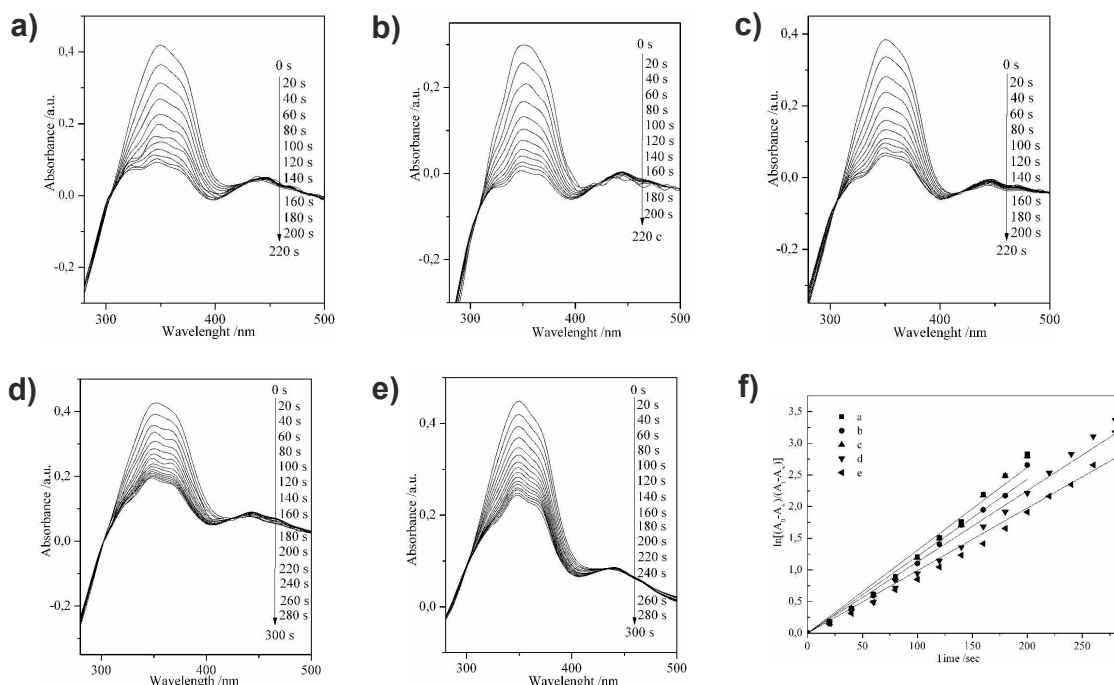 a)
Absorbance /a.u.
0,4
0,2
0,0
-0,2
300
400
500
Wavelenght /nm
0 s
20 s
40 s
60 s
80 s
100 s
120 s
140 s
160 s
180 s
200 s
220 s
b)
Absorbance /a.u.
0,2
0,0
-0,2
300
400
500
Wavelenght /nm
0 s
20 s
40 s
60 s
80 s
100 s
120 s
140 s
160 s
180 s
200 s
220 c
c)
Absorbance /a.u.
0,4
0,2
0,0
-0,2
300
400
500
Wavelenght /nm
0 s
20 s
40 s
60 s
80 s
100 s
120 s
140 s
160 s
180 s
200 s
220 s
d)
Absorbance /a.u.
0,4
0,2
0,0
-0,2
300
400
500
Wavelength /nm
0 s
20 s
40 s
60 s
80 s
100 s
120 s
140 s
160 s
180 s
200 s
220 s
240 s
260 s
280 s
300 s
e)
Absorbance /a.u.
0,4
0,2
0,0
300
400
500
Wavelenght /nm
0 s
20 s
40 s
60 s
80 s
100 s
120 s
140 s
160 s
180 s
200 s
220 s
240 s
260 s
280 s
300 s
f)
3,5
3,0
2,5
2,0
1,5
1,0
0,5
0,0
0
50
100
150
200
250
Time /sec
a
b
c
d
e